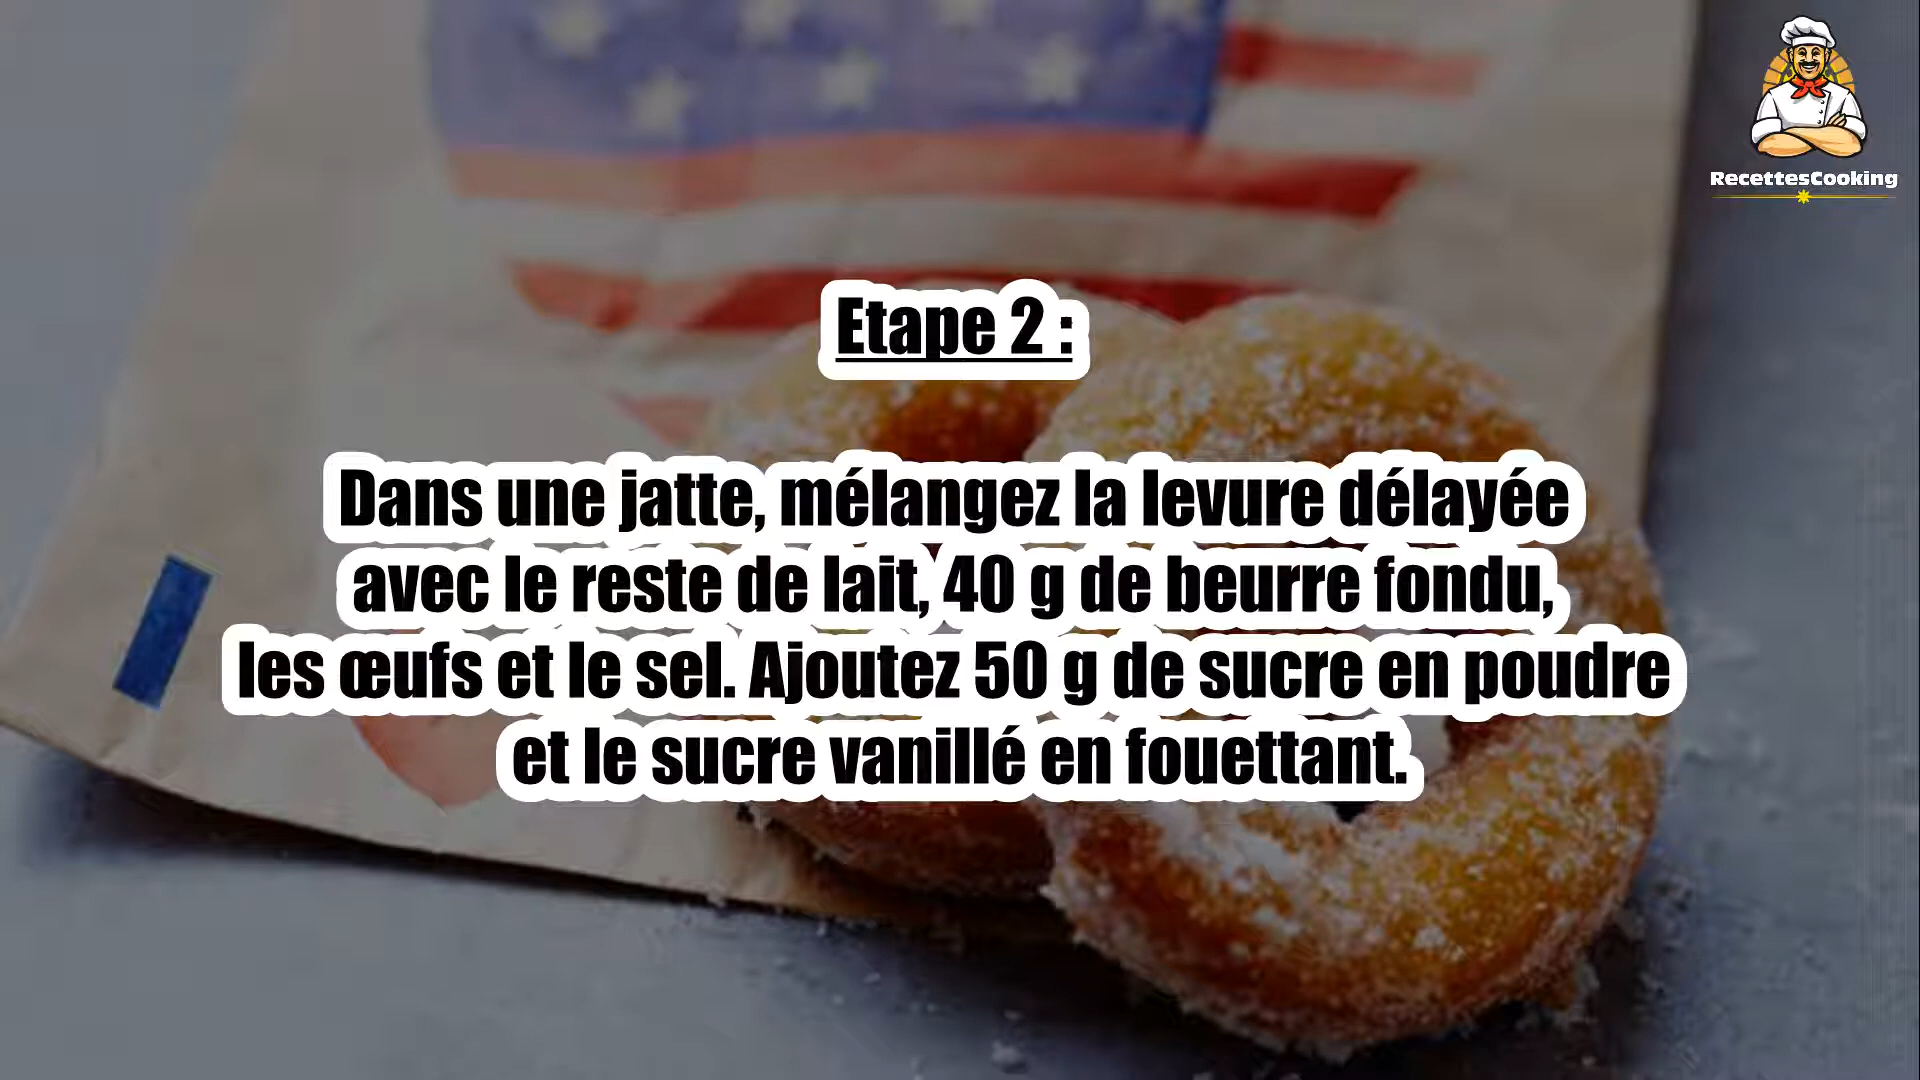 RecettesCooking
Etape 2 :
Dans une jatte, mélangez la levure délayée
avec le reste de lait, 40 g de beurre fondu,
les œufs et le sel. Ajoutez 50 g de sucre en poudre
et le sucre vanillé en fouettant.